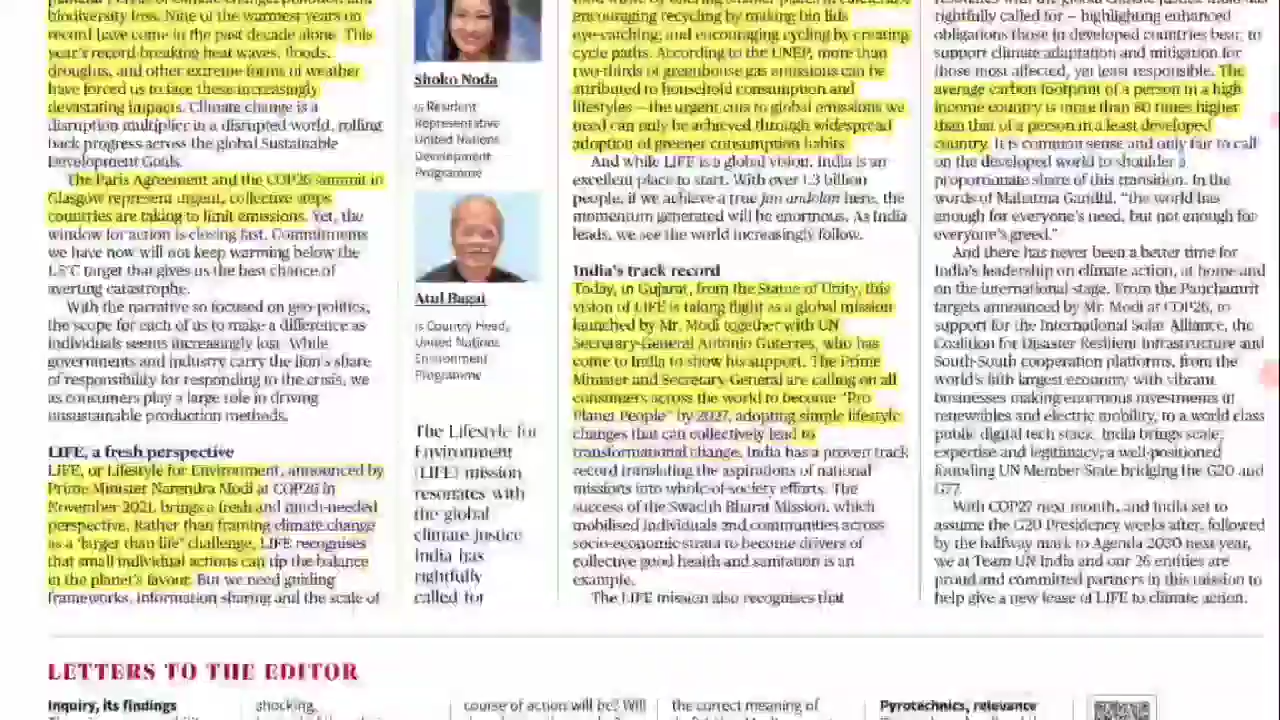 biodiversity loss. Nine of the warmest years on
record have come in the past decade alone. This
year's record-breaking heat waves, floods,
droughts, and other extreme forms of weather
have forced us to face these increasingly
devastating impacts. Climate change is a
disruption multiplier in a disrupted world, rolling
back progress across the global Sustainable
Development Goals.
The Paris Agreement and the COP26 summit in
Glasgow represent urgent, collective steps
countries are taking to limit emissions. Yet, the
window for action is closing fast. Commitments
we have now will not keep warming below the
1.5°C target that gives us the best chance of
averting catastrophe.
With the narrative so focused on geo-politics,
the scope for each of us to make a difference as
individuals seems increasingly lost. While
governments and industry carry the lion's share
of responsibility for responding to the crisis, we
as consumers play a large role in driving
unsustainable production methods.
LIFE, a fresh perspective
LIFE, or Lifestyle for Environment, announced by
Prime Minister Narendra Modi at COP26 in
November 2021, brings a fresh and much-needed
perspective. Rather than framing climate change
as a 'larger than life' challenge, LIFE recognises
that small individual actions can tip the balance
in the planet's favour. But we need guiding
frameworks, information sharing and the scale of
Shoko Noda
is Resident
Representative
United Nations
Development
Programme
Atul Bagai
is Country Head,
United Nations
Environment
Programme
The Lifestyle for
Environment
(LIFE) mission
resonates with
the global
climate justice
India has
rightfully
called for
encouraging recycling by making bin lids
eye-catching, and encouraging cycling by creating
cycle paths. According to the UNEP, more than
two-thirds of greenhouse gas emissions can be
attributed to household consumption and
lifestyles — the urgent cuts to global emissions we
need can only be achieved through widespread
adoption of greener consumption habits.
And while LIFE is a global vision, India is an
excellent place to start. With over 1.3 billion
people, if we achieve a true jan andolan here, the
momentum generated will be enormous. As India
leads, we see the world increasingly follow.
India's track record
Today, in Gujarat, from the Statue of Unity, this
vision of LIFE is taking flight as a global mission
launched by Mr. Modi together with UN
Secretary-General António Guterres, who has
come to India to show his support. The Prime
Minister and Secretary-General are calling on all
consumers across the world to become "Pro
Planet People" by 2027, adopting simple lifestyle
changes that can collectively lead to
transformational change. India has a proven track
record translating the aspirations of national
missions into whole-of-society efforts. The
success of the Swachh Bharat Mission, which
mobilised individuals and communities across
socio-economic strata to become drivers of
collective good health and sanitation is an
example.
The LIFE mission also recognises that
rightfully called for – highlighting enhanced
obligations those in developed countries bear, to
support climate adaptation and mitigation for
those most affected, yet least responsible. The
average carbon footprint of a person in a high
income country is more than 80 times higher
than that of a person in a least developed
country. It is common sense and only fair to call
on the developed world to shoulder a
proportionate share of this transition. In the
words of Mahatma Gandhi, "the world has
enough for everyone's need, but not enough for
everyone's greed."
And there has never been a better time for
India's leadership on climate action, at home and
on the international stage. From the Panchamrit
targets announced by Mr. Modi at COP26, to
support for the International Solar Alliance, the
Coalition for Disaster Resilient Infrastructure and
South-South cooperation platforms, from the
world's fifth largest economy with vibrant
businesses making enormous investments in
renewables and electric mobility, to a world class
public digital tech stack, India brings scale,
expertise and legitimacy; a well-positioned
founding UN Member State bridging the G20 and
G77.
With COP27 next month, and India set to
assume the G20 Presidency weeks after, followed
by the halfway mark to Agenda 2030 next year,
we at Team UN India and our 26 entities are
proud and committed partners in this mission to
help give a new lease of LIFE to climate action.
LETTERS TO THE EDITOR
Inquiry, its findings
shocking.
course of action will be? Will
the correct meaning of
Pyrotechnics, relevance